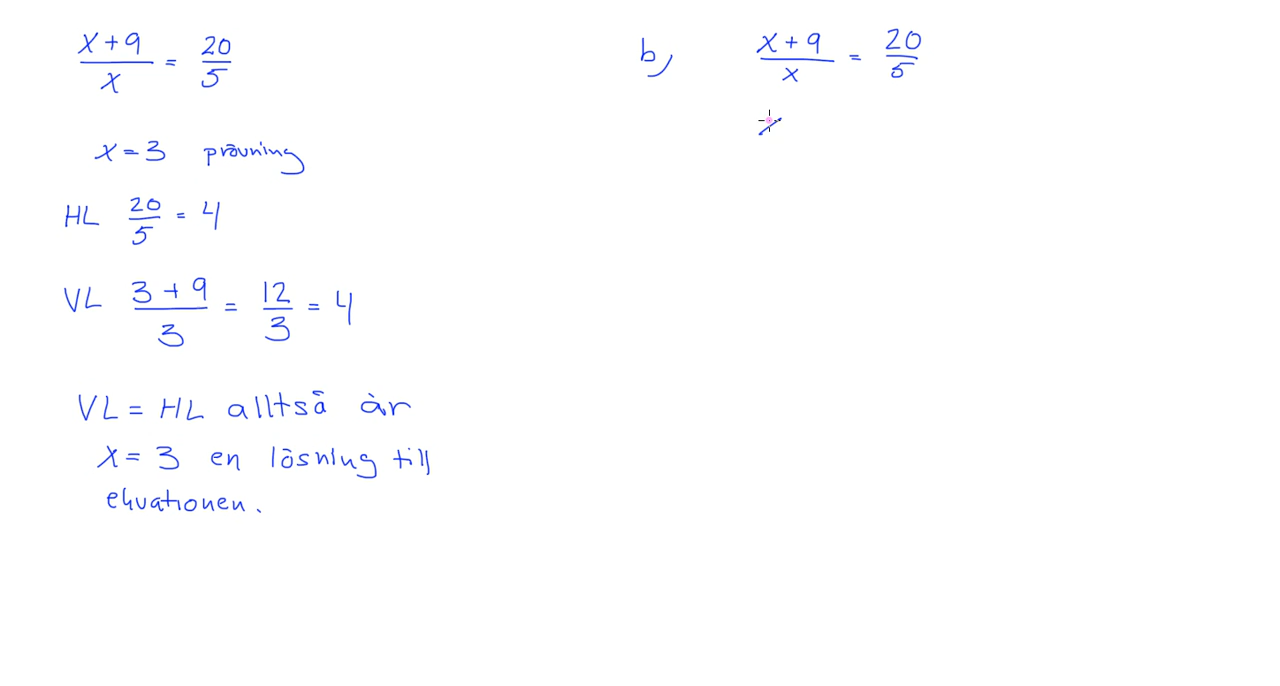 x+9/x = 20/5
x = 3 prövning
HL 20/5 = 4
VL 3+9/3 = 12/3 = 4
VL = HL alltså är
x = 3 en lösning till
ekvationen.
b) x+9/x = 20/5